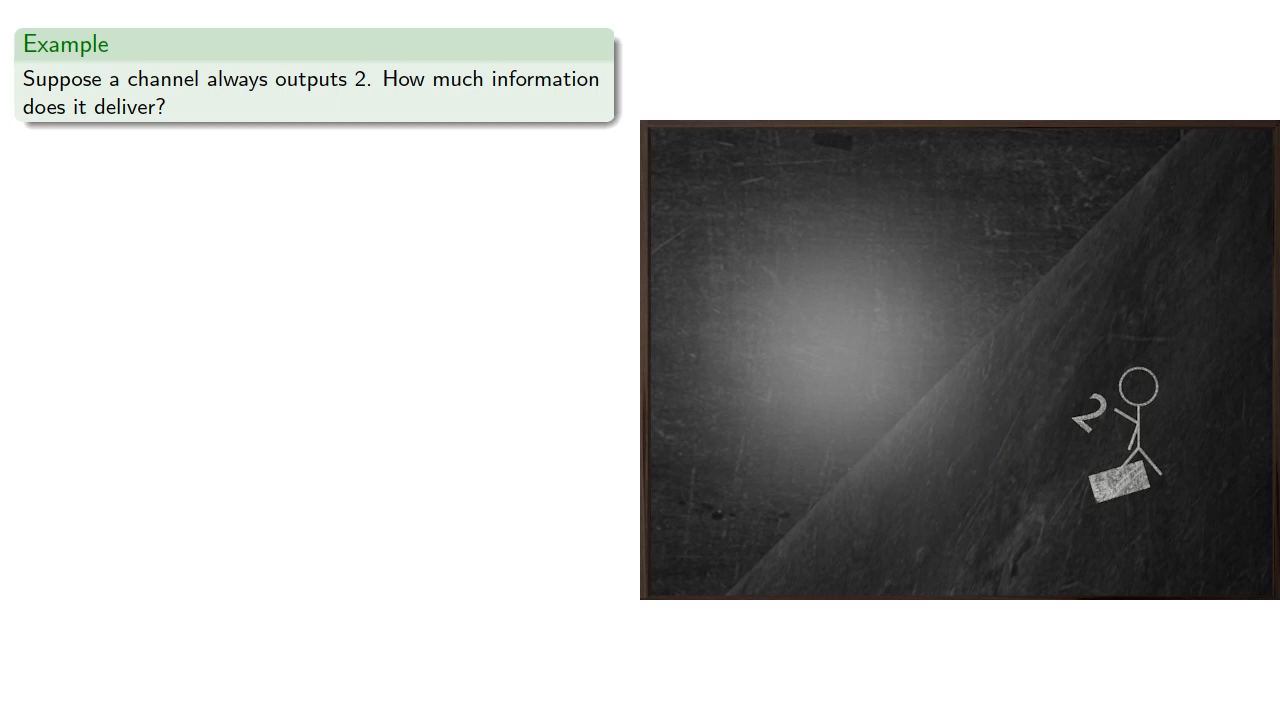 Example
Suppose a channel always outputs 2. How much information
does it deliver?
2